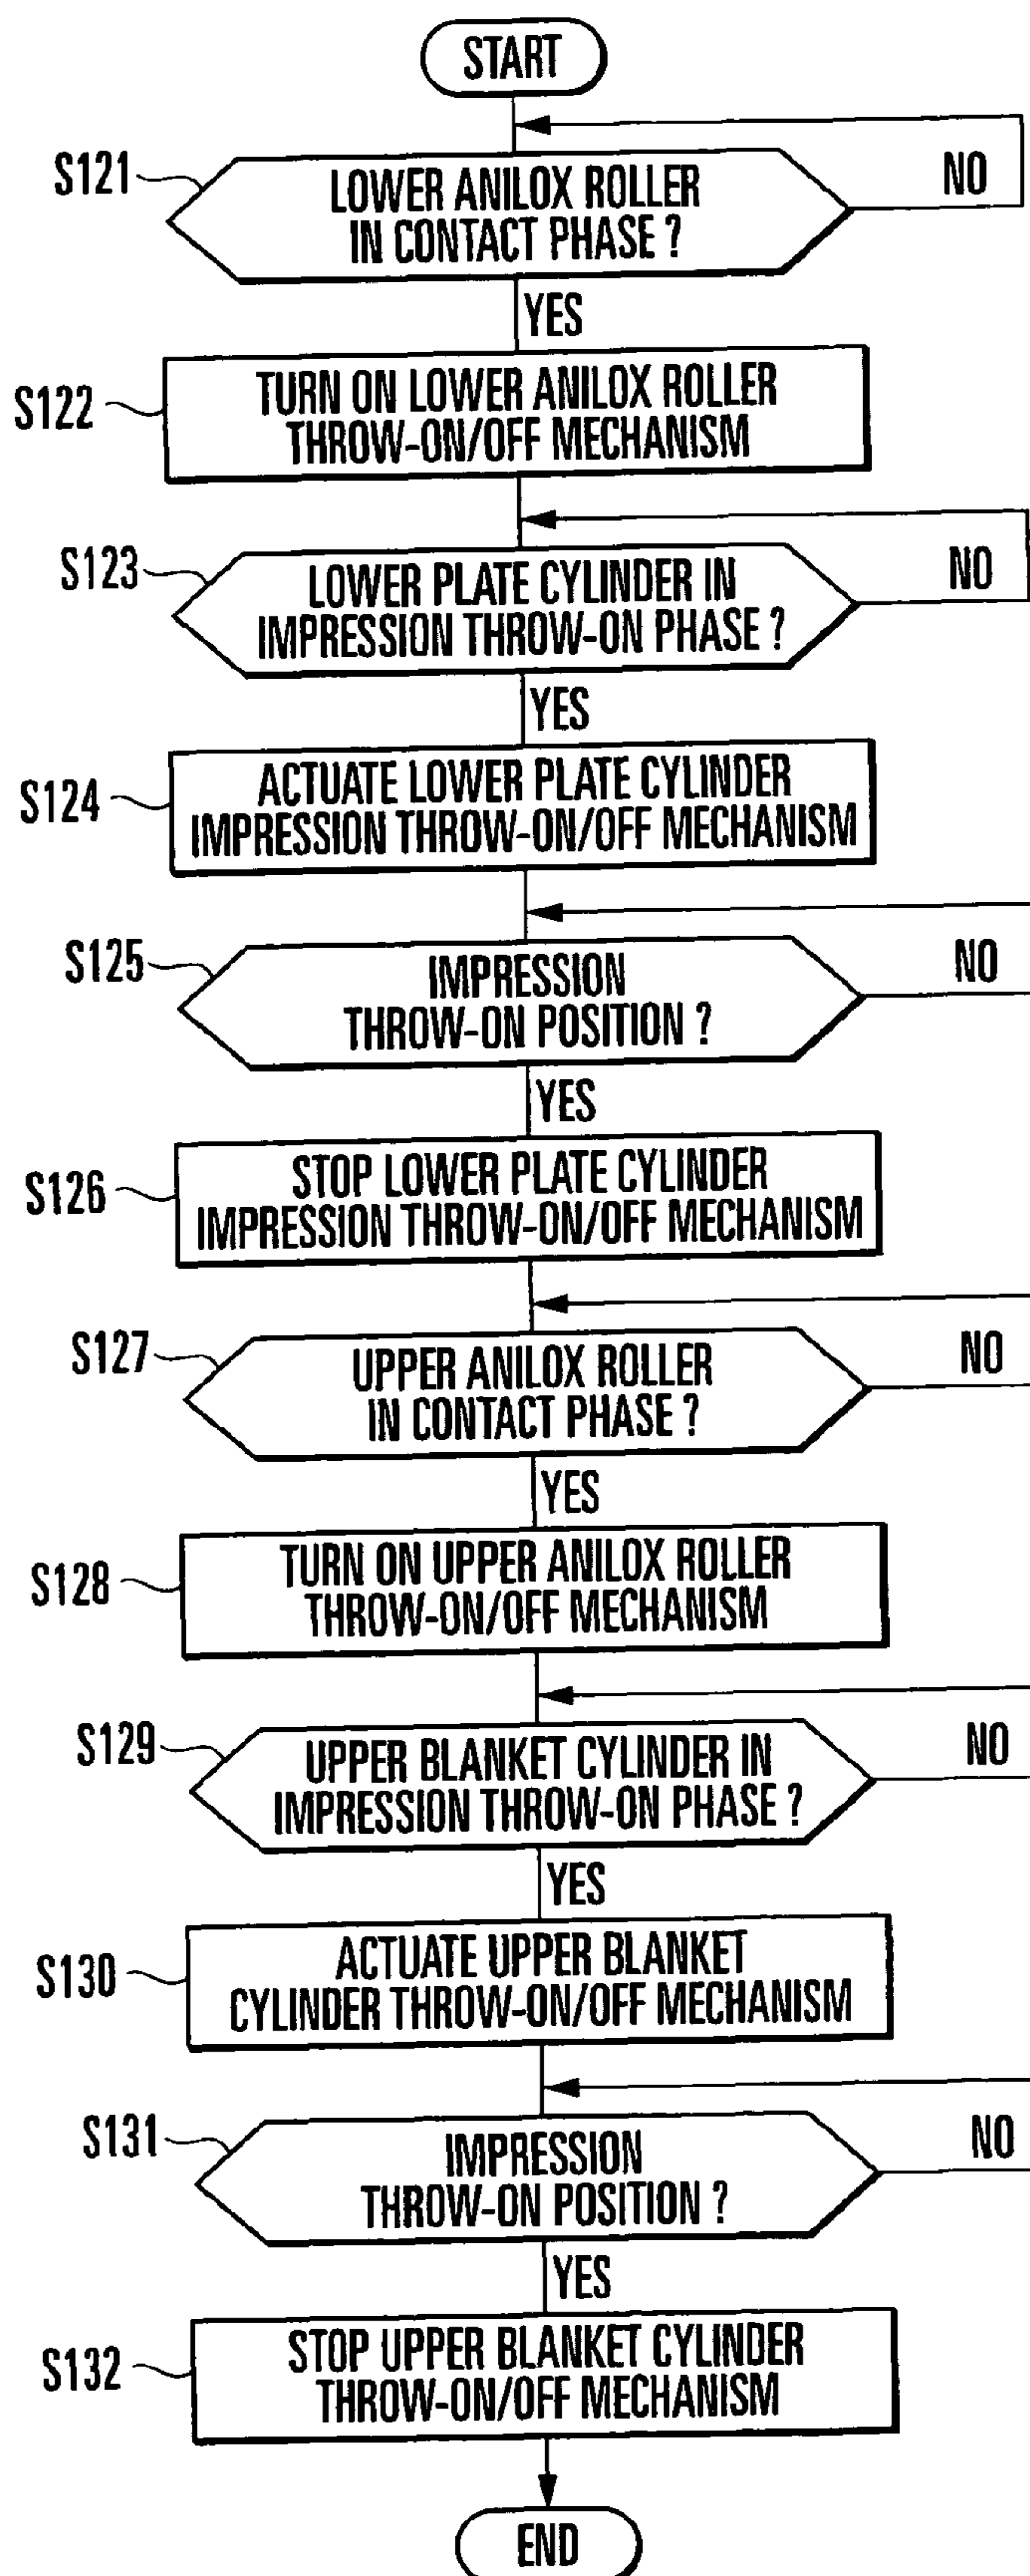 START
S121
LOWER ANILOX ROLLER
IN CONTACT PHASE ?
NO
YES
S122
TURN ON LOWER ANILOX ROLLER
THROW-ON/OFF MECHANISM
S123
LOWER PLATE CYLINDER IN
IMPRESSION THROW-ON PHASE ?
NO
YES
S124
ACTUATE LOWER PLATE CYLINDER
IMPRESSION THROW-ON/OFF MECHANISM
S125
IMPRESSION
THROW-ON POSITION ?
NO
YES
S126
STOP LOWER PLATE CYLINDER
IMPRESSION THROW-ON/OFF MECHANISM
S127
UPPER ANILOX ROLLER
IN CONTACT PHASE ?
NO
YES
S128
TURN ON UPPER ANILOX ROLLER
THROW-ON/OFF MECHANISM
S129
UPPER BLANKET CYLINDER IN
IMPRESSION THROW-ON PHASE ?
NO
YES
S130
ACTUATE UPPER BLANKET
CYLINDER THROW-ON/OFF MECHANISM
S131
IMPRESSION
THROW-ON POSITION ?
NO
YES
S132
STOP UPPER BLANKET CYLINDER
THROW-ON/OFF MECHANISM
END